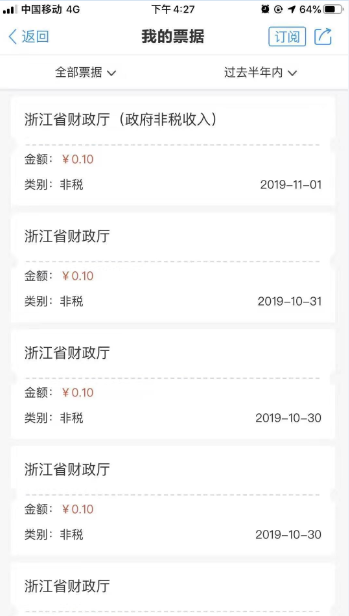 中国移动 4G 下午 4:27 64%
返回 我的票据 订阅
全部票据 过去半年内
浙江省财政厅（政府非税收入）
金额：￥0.10
类别：非税 2019-11-01
浙江省财政厅
金额：￥0.10
类别：非税 2019-10-31
浙江省财政厅
金额：￥0.10
类别：非税 2019-10-30
浙江省财政厅
金额：￥0.10
类别：非税 2019-10-30
浙江省财政厅